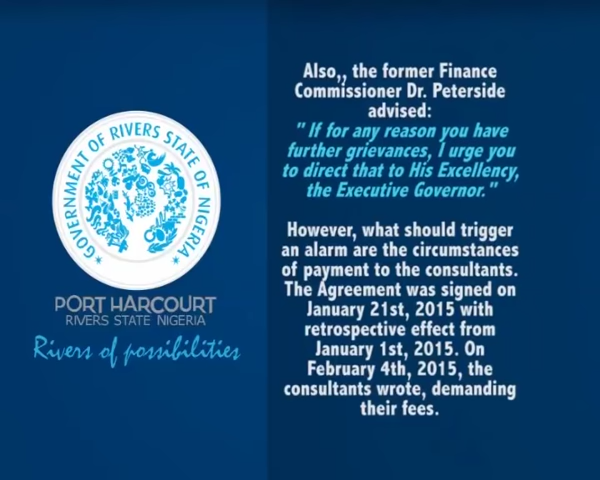 GOVERNMENT OF RIVERS STATE OF NIGERIA
PORT HARCOURT
RIVERS STATE NIGERIA
Rivers of possibilities
Also,, the former Finance
Commissioner Dr. Peterside
advised:
" If for any reason you have
further grievances, I urge you
to direct that to His Excellency,
the Executive Governor."
However, what should trigger
an alarm are the circumstances
of payment to the consultants.
The Agreement was signed on
January 21st, 2015 with
retrospective effect from
January 1st, 2015. On
February 4th, 2015, the
consultants wrote, demanding
their fees.